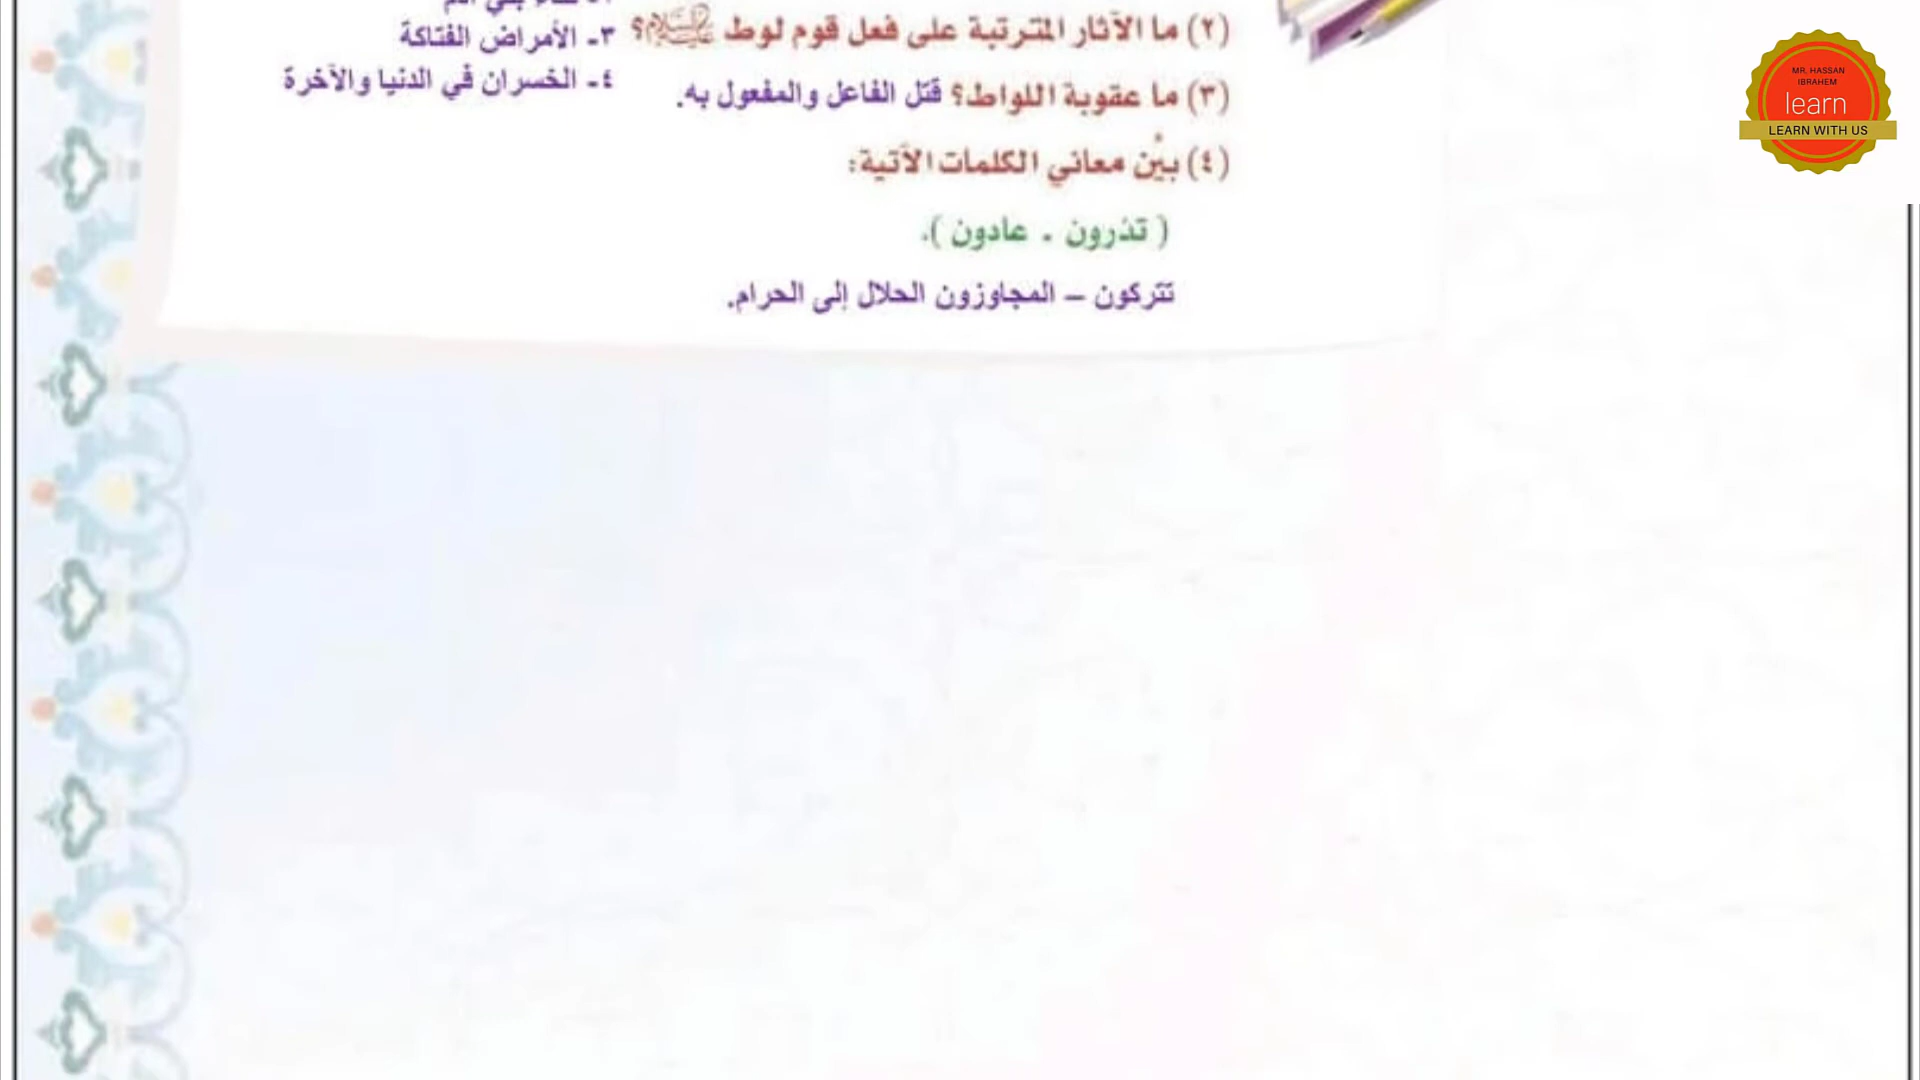 (٢) ما الآثار المترتبة على فعل قوم لوط عليه السلام؟
٣- الأمراض الفتاكة
٤- الخسران في الدنيا والآخرة
(٣) ما عقوبة اللواط؟ قتل الفاعل والمفعول به.
(٤) بيِّن معاني الكلمات الآتية:
( تذرون . عادون ).
تتركون – المجاوزون الحلال إلى الحرام.
MR. HASSAN
IBRAHEM
learn
LEARN WITH US